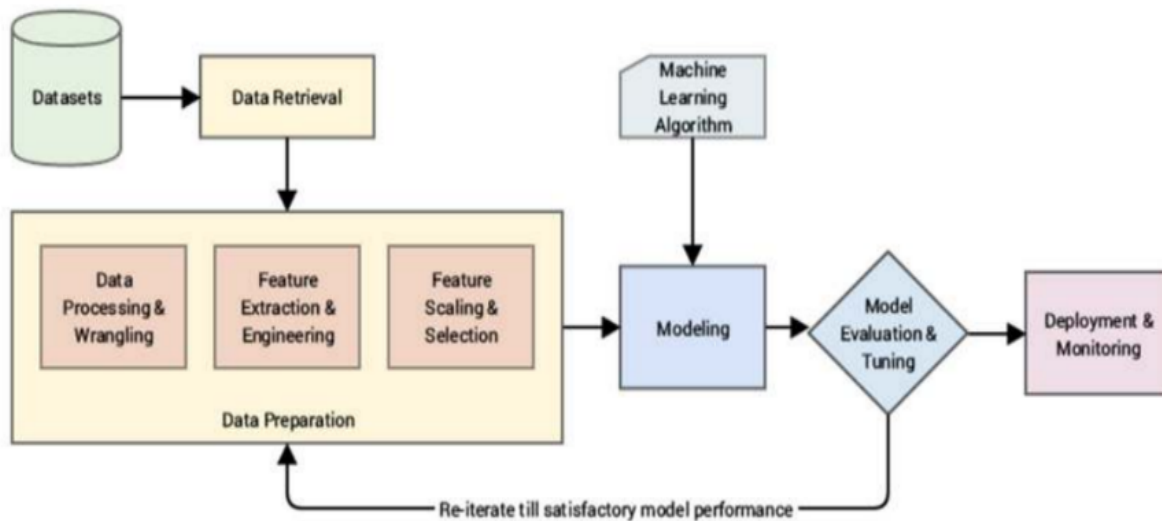 Datasets
Data Retrieval
Machine
Learning
Algorithm
Data
Processing &
Wrangling
Feature
Extraction &
Engineering
Feature
Scaling &
Selection
Data Preparation
Modeling
Model
Evaluation &
Tuning
Deployment &
Monitoring
Re-iterate till satisfactory model performance